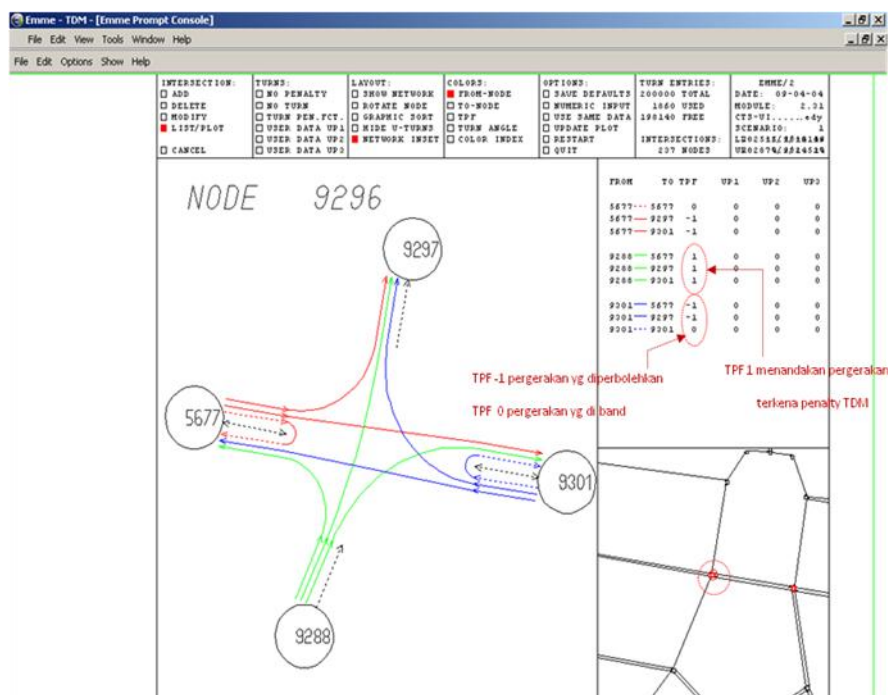 Emme - TDM - [Emme Prompt Console]
File Edit View Tools Window Help
File Edit Options Show Help
INTERSECTION: TURNS: LAYOUT: COLORS: OPTIONS: TURN ENTRIES: EMME/2
ADD NO PENALTY SHOW NETWORK FROM-NODE SAVE DEFAULTS 200000 TOTAL DATE: 09-04-04
DELETE NO TURN ROTATE NODE TO-NODE NUMERIC INPUT 1860 USED MODULE: 2.31
MODIFY TURN PEN.FCT. GRAPHIC SORT TPF USE SAME DATA 198140 FREE CTS-UI......edy
LIST/PLOT USER DATA UP1 HIDE U-TURNS TURN ANGLE UPDATE PLOT SCENARIO: 1
USER DATA UP2 NETWORK INSET COLOR INDEX RESTART INTERSECTIONS:
CANCEL USER DATA UP3 QUIT 237 NODES
NODE 9296
FROM TO TPF UP1 UP2 UP3
5677 5677 0 0 0 0
5677 9297 -1 0 0 0
5677 9301 -1 0 0 0
9288 5677 1 0 0 0
9288 9297 1 0 0 0
9288 9301 1 0 0 0
9301 5677 -1 0 0 0
9301 9297 -1 0 0 0
9301 9301 0 0 0 0
9297
5677
9301
9288
TPF -1 pergerakan yg diperbolehkan
TPF 0 pergerakan yg di band
TPF 1 menandakan pergerakan
terkena penalty TDM